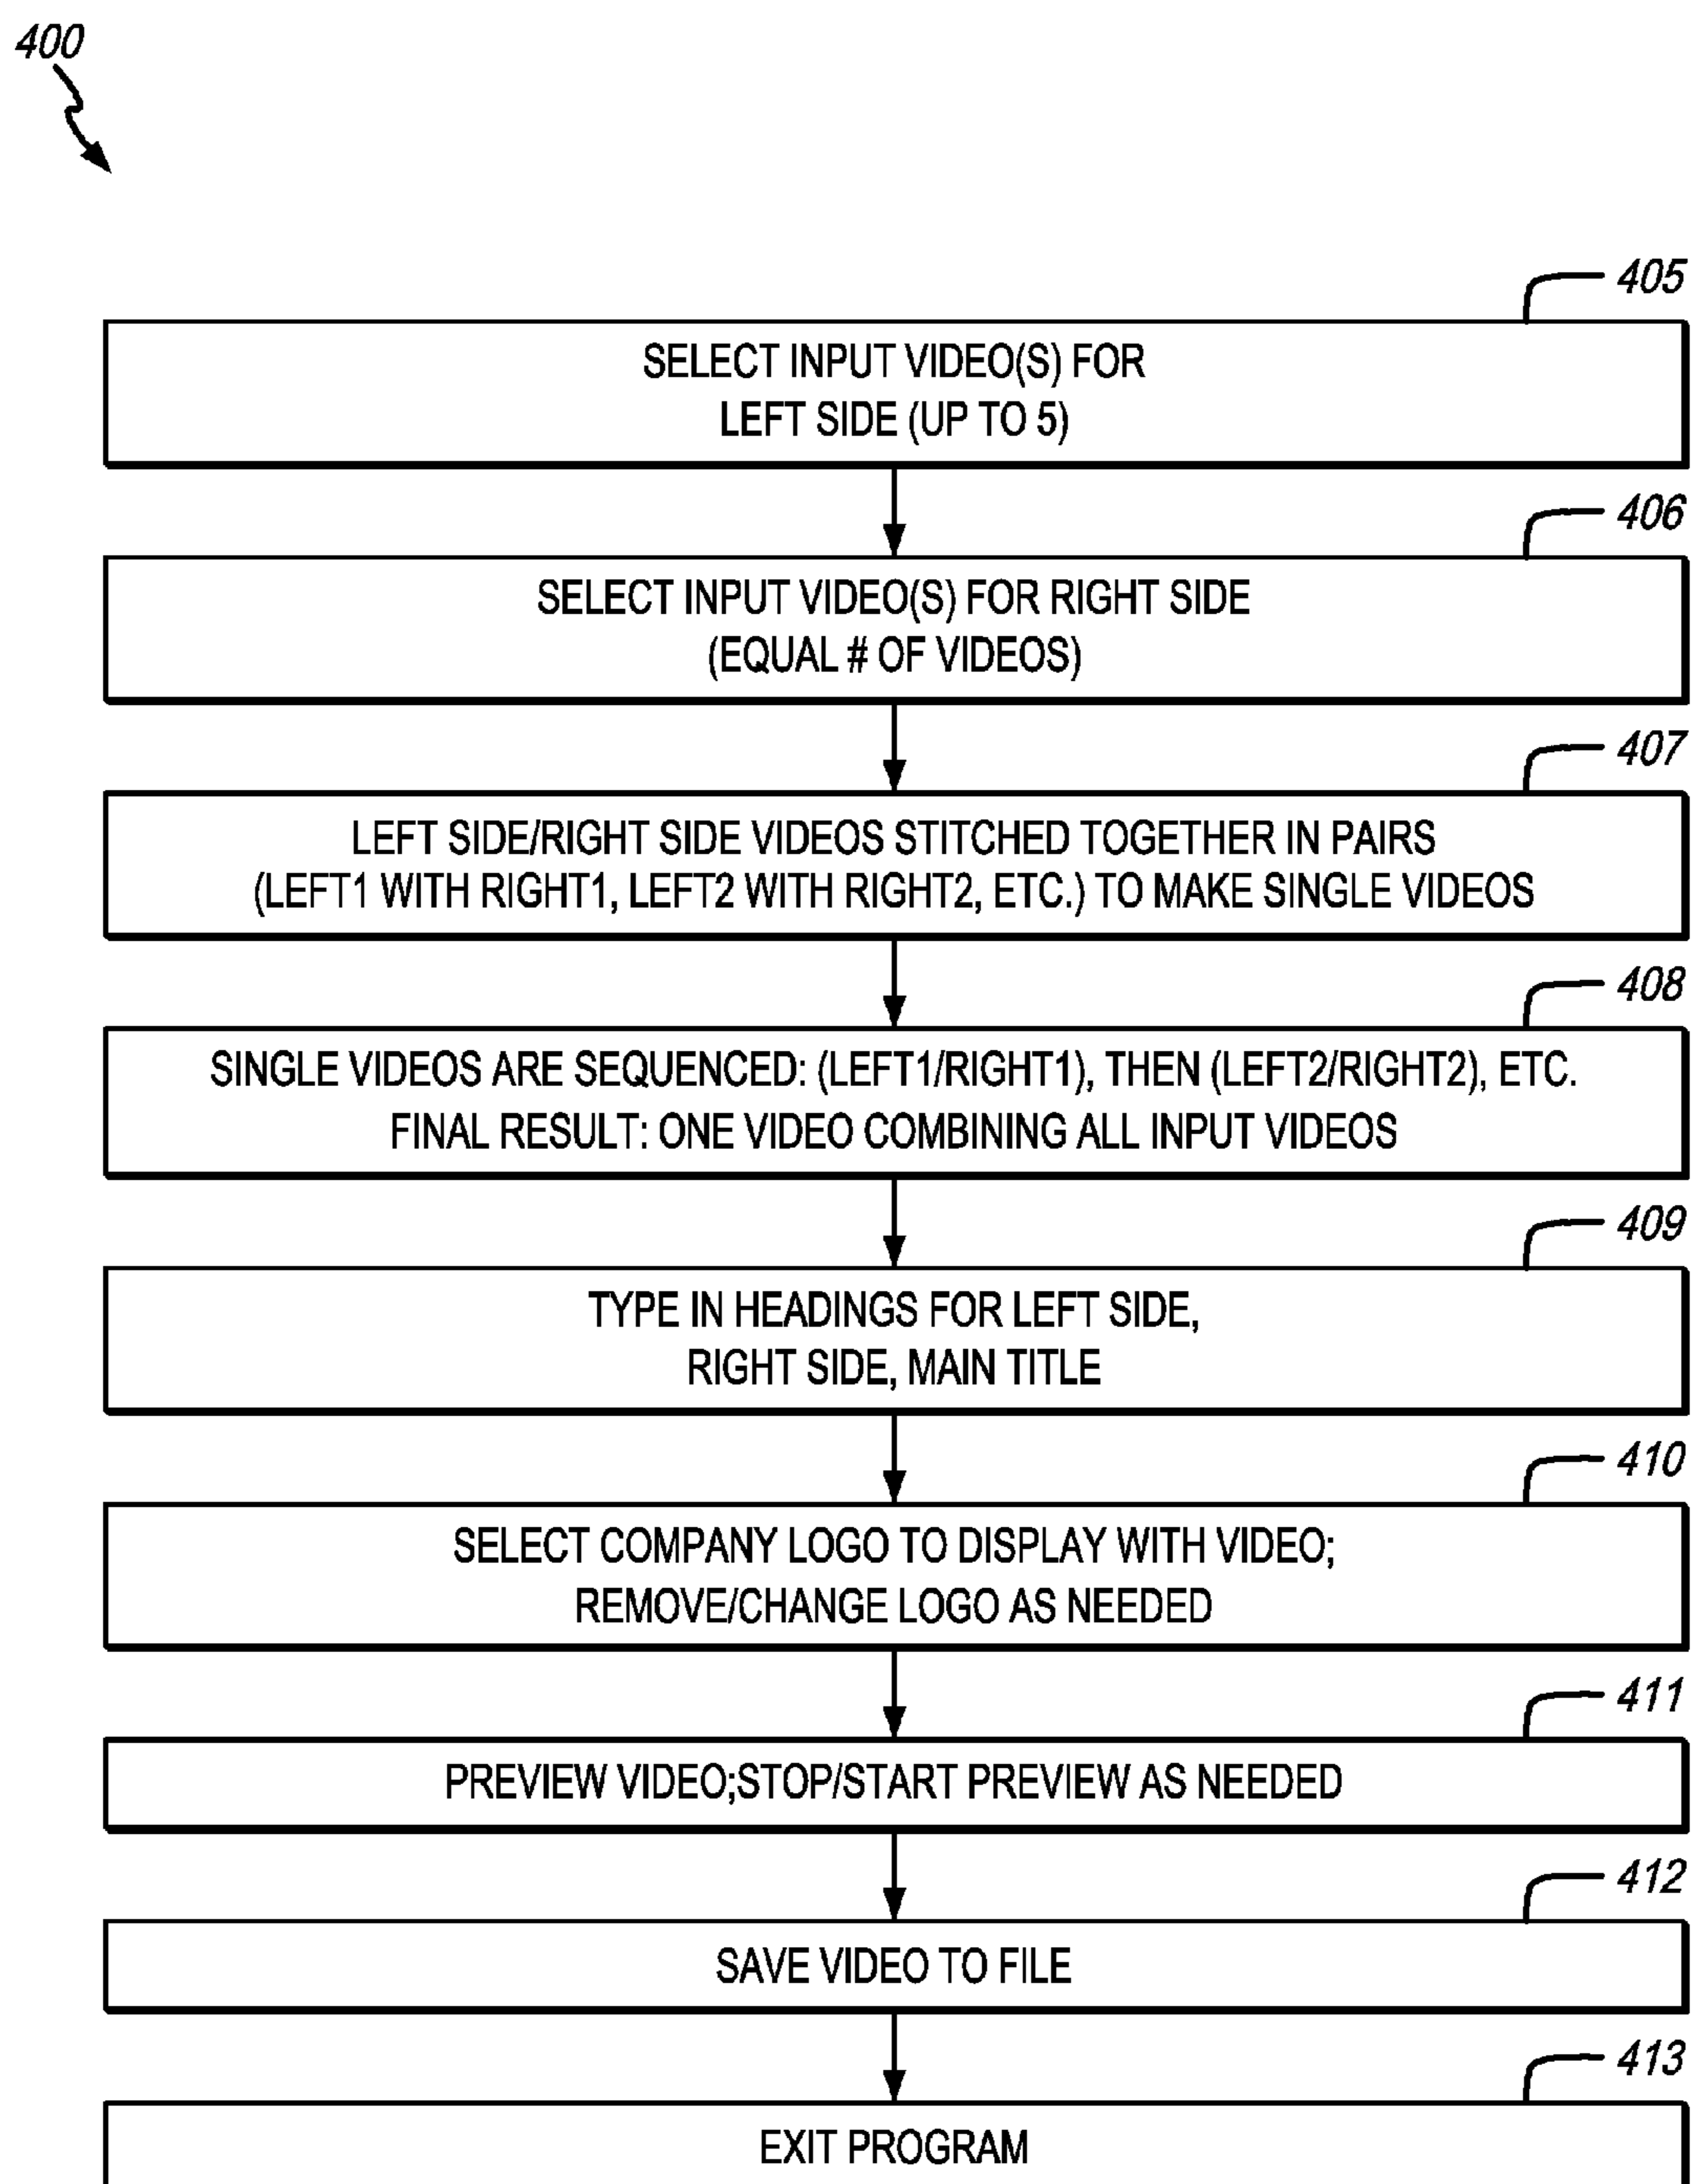 400
405
SELECT INPUT VIDEO(S) FOR
LEFT SIDE (UP TO 5)
406
SELECT INPUT VIDEO(S) FOR RIGHT SIDE
(EQUAL # OF VIDEOS)
407
LEFT SIDE/RIGHT SIDE VIDEOS STITCHED TOGETHER IN PAIRS
(LEFT1 WITH RIGHT1, LEFT2 WITH RIGHT2, ETC.) TO MAKE SINGLE VIDEOS
408
SINGLE VIDEOS ARE SEQUENCED: (LEFT1/RIGHT1), THEN (LEFT2/RIGHT2), ETC.
FINAL RESULT: ONE VIDEO COMBINING ALL INPUT VIDEOS
409
TYPE IN HEADINGS FOR LEFT SIDE,
RIGHT SIDE, MAIN TITLE
410
SELECT COMPANY LOGO TO DISPLAY WITH VIDEO;
REMOVE/CHANGE LOGO AS NEEDED
411
PREVIEW VIDEO;STOP/START PREVIEW AS NEEDED
412
SAVE VIDEO TO FILE
413
EXIT PROGRAM